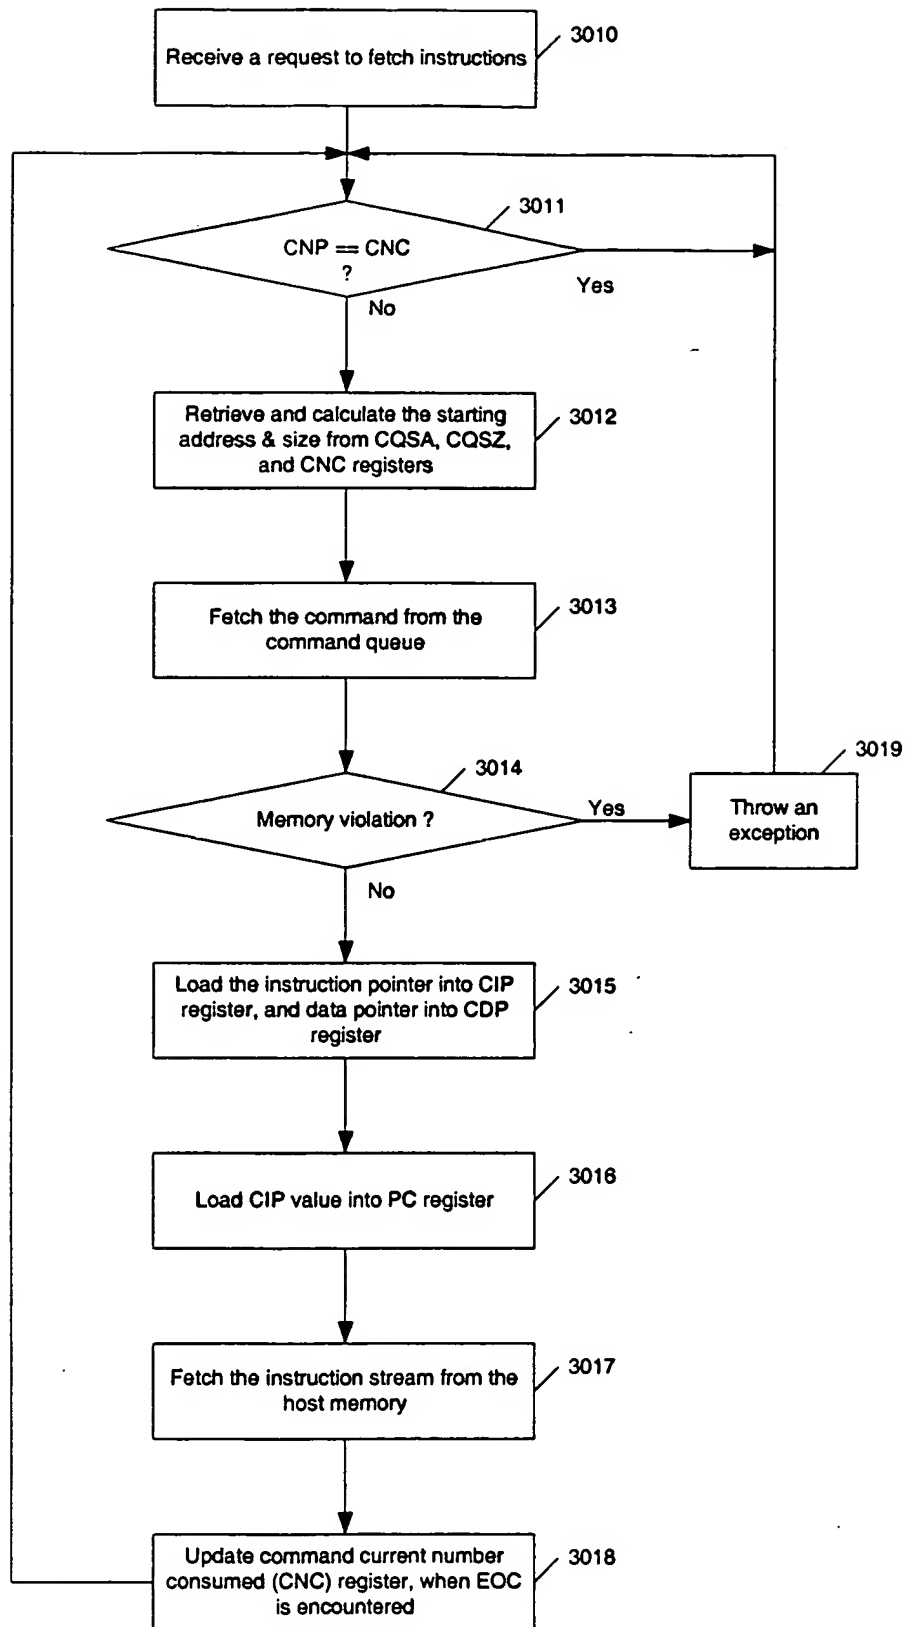 Receive a request to fetch instructions
3010
3011
CNP == CNC
?
Yes
No
Retrieve and calculate the starting
address & size from CQSA, CQSZ,
and CNC registers
3012
Fetch the command from the
command queue
3013
3014
Memory violation ?
Yes
No
3019
Throw an
exception
Load the instruction pointer into CIP
register, and data pointer into CDP
register
3015
Load CIP value into PC register
3016
Fetch the instruction stream from the
host memory
3017
Update command current number
consumed (CNC) register, when EOC
is encountered
3018